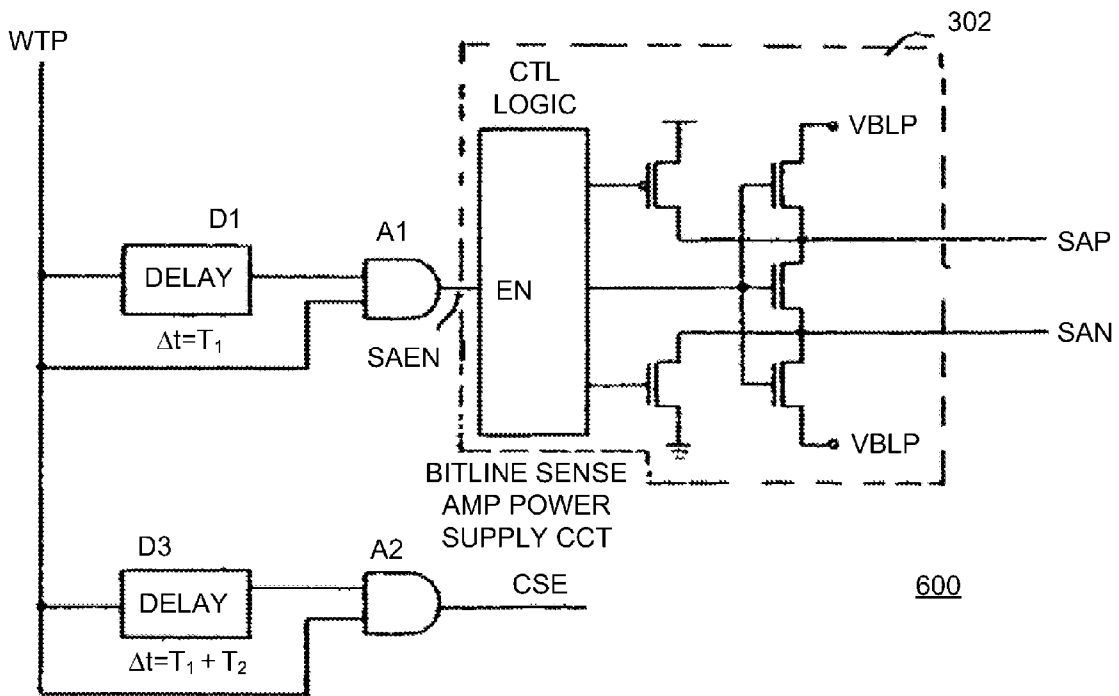 302
WTP
CTL
LOGIC
VBLP
D1
A1
SAP
DELAY
EN
Δt=T₁
SAEN
SAN
VBLP
BITLINE SENSE
AMP POWER
SUPPLY CCT
D3
A2
CSE
600
DELAY
Δt=T₁ + T₂